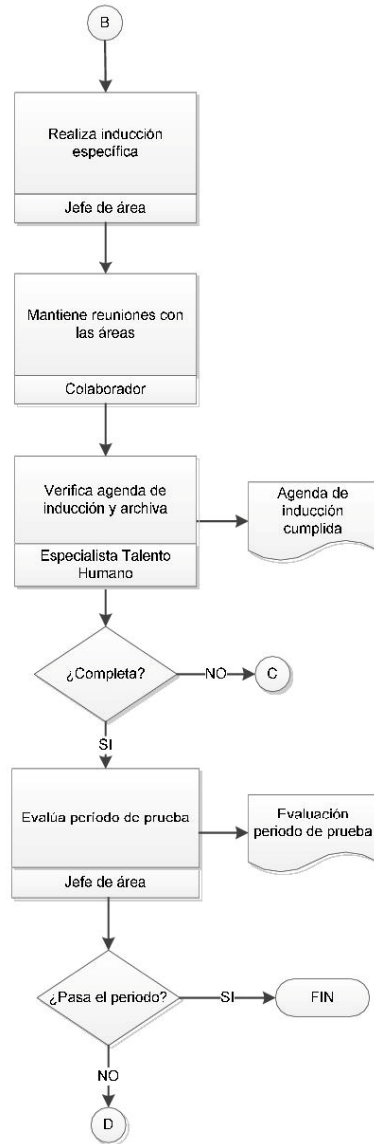 B
Realiza inducción
específica
Jefe de área
Mantiene reuniones con
las áreas
Colaborador
Verifica agenda de
inducción y archiva
Especialista Talento
Humano
Agenda de
inducción
cumplida
¿Completa?
NO
C
SI
Evalúa período de prueba
Jefe de área
Evaluación
periodo de prueba
¿Pasa el periodo?
SI
FIN
NO
D